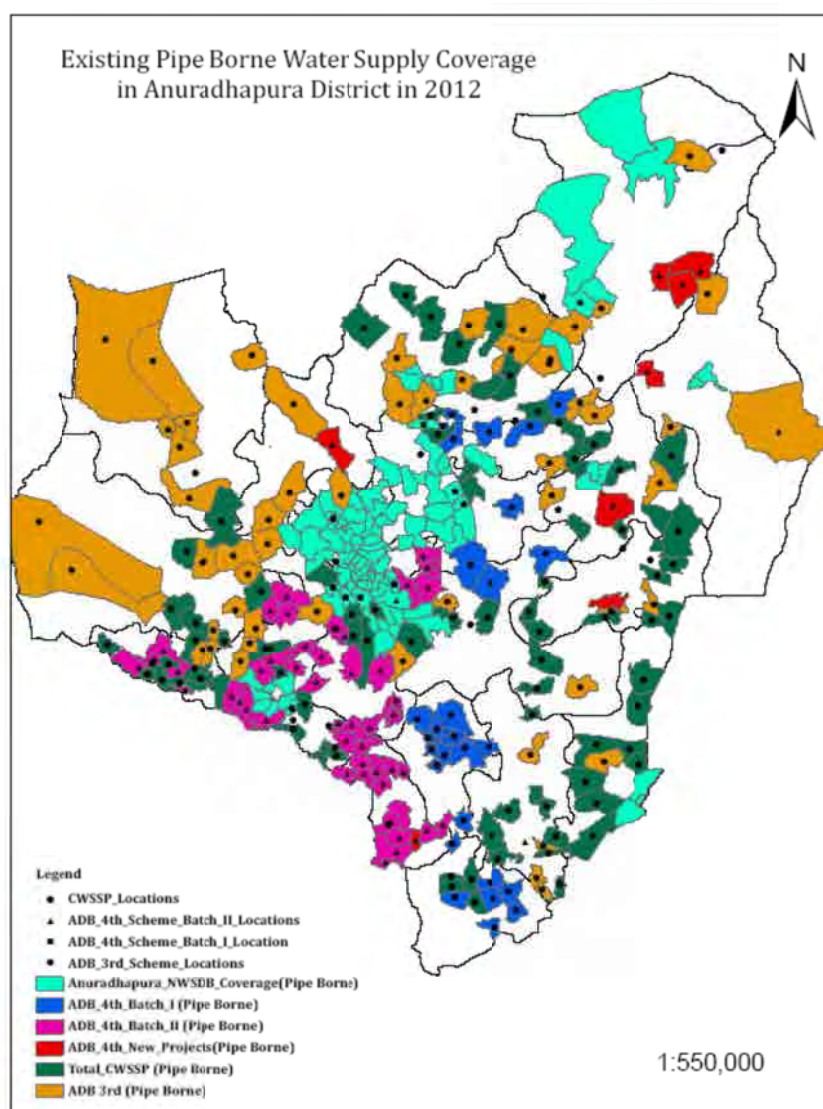 Existing Pipe Borne Water Supply Coverage
in Anuradhapura District in 2012
N
Legend
CWSSP_Locations
ADB_4th_Scheme_Batch_II_Locations
ADB_4th_Scheme_Batch_I_Location
ADB_3rd_Scheme_Locations
Anuradhapura_NWSDB_Coverage(Pipe Borne)
ADB_4th_Batch_I (Pipe Borne)
ADB_4th_Batch_II (Pipe Borne)
ADB_4th_New_Projects(Pipe Borne)
Total_CWSSP (Pipe Borne)
ADB 3rd (Pipe Borne)
1:550,000